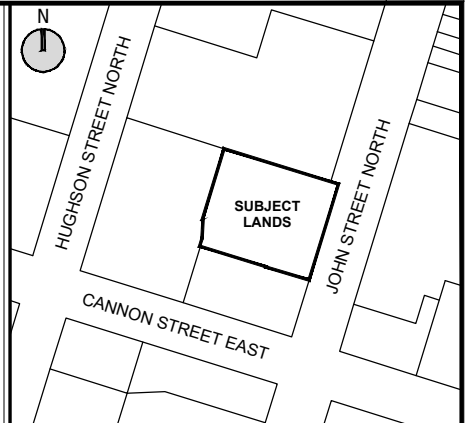 N
HUGHSON STREET NORTH
SUBJECT
LANDS
JOHN STREET NORTH
CANNON STREET EAST